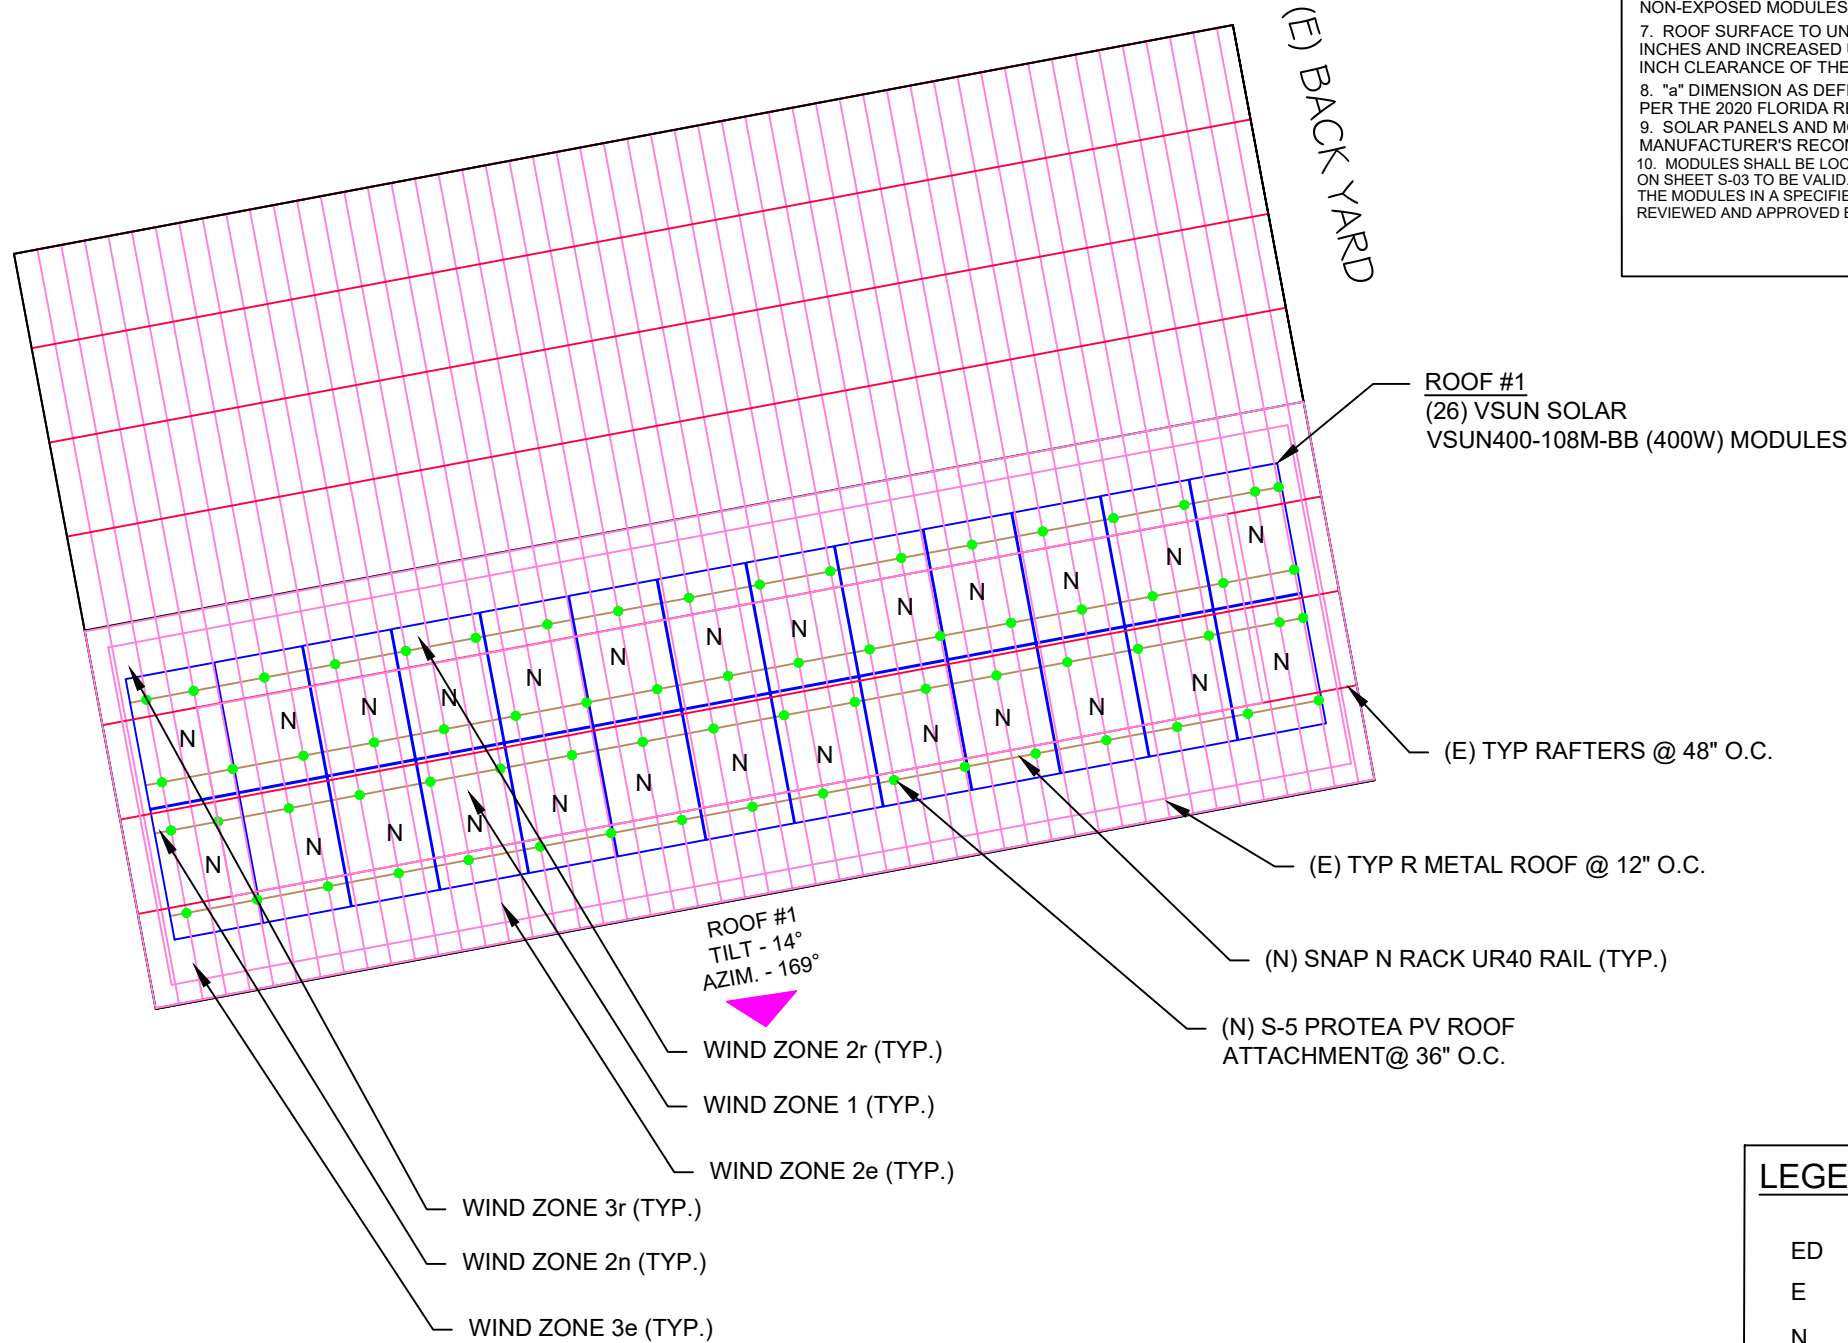 NON-EXPOSED MODULES
7. ROOF SURFACE TO
INCHES AND INCREASED
INCH CLEARANCE OF THE
8. "a" DIMENSION AS
PER THE 2020 FLORIDA
9. SOLAR PANELS AND
MANUFACTURER'S
10. MODULES SHALL BE
ON SHEET S-03 TO BE VALID.
THE MODULES IN A
REVIEWED AND APPROVED
(E) BACK YARD
ROOF #1
(26) VSUN SOLAR
VSUN400-108M-BB (400W) MODULES
N N N N N N N N N N N N N
N N N N N N N N N N N N N
(E) TYP RAFTERS @ 48" O.C.
(E) TYP R METAL ROOF @ 12" O.C.
(N) SNAP N RACK UR40 RAIL (TYP.)
(N) S-5 PROTEA PV ROOF
ATTACHMENT@ 36" O.C.
ROOF #1
TILT - 14°
AZIM. - 169°
WIND ZONE 2r (TYP.)
WIND ZONE 1 (TYP.)
WIND ZONE 2e (TYP.)
WIND ZONE 3r (TYP.)
WIND ZONE 2n (TYP.)
WIND ZONE 3e (TYP.)
LEGE
ED
E
N